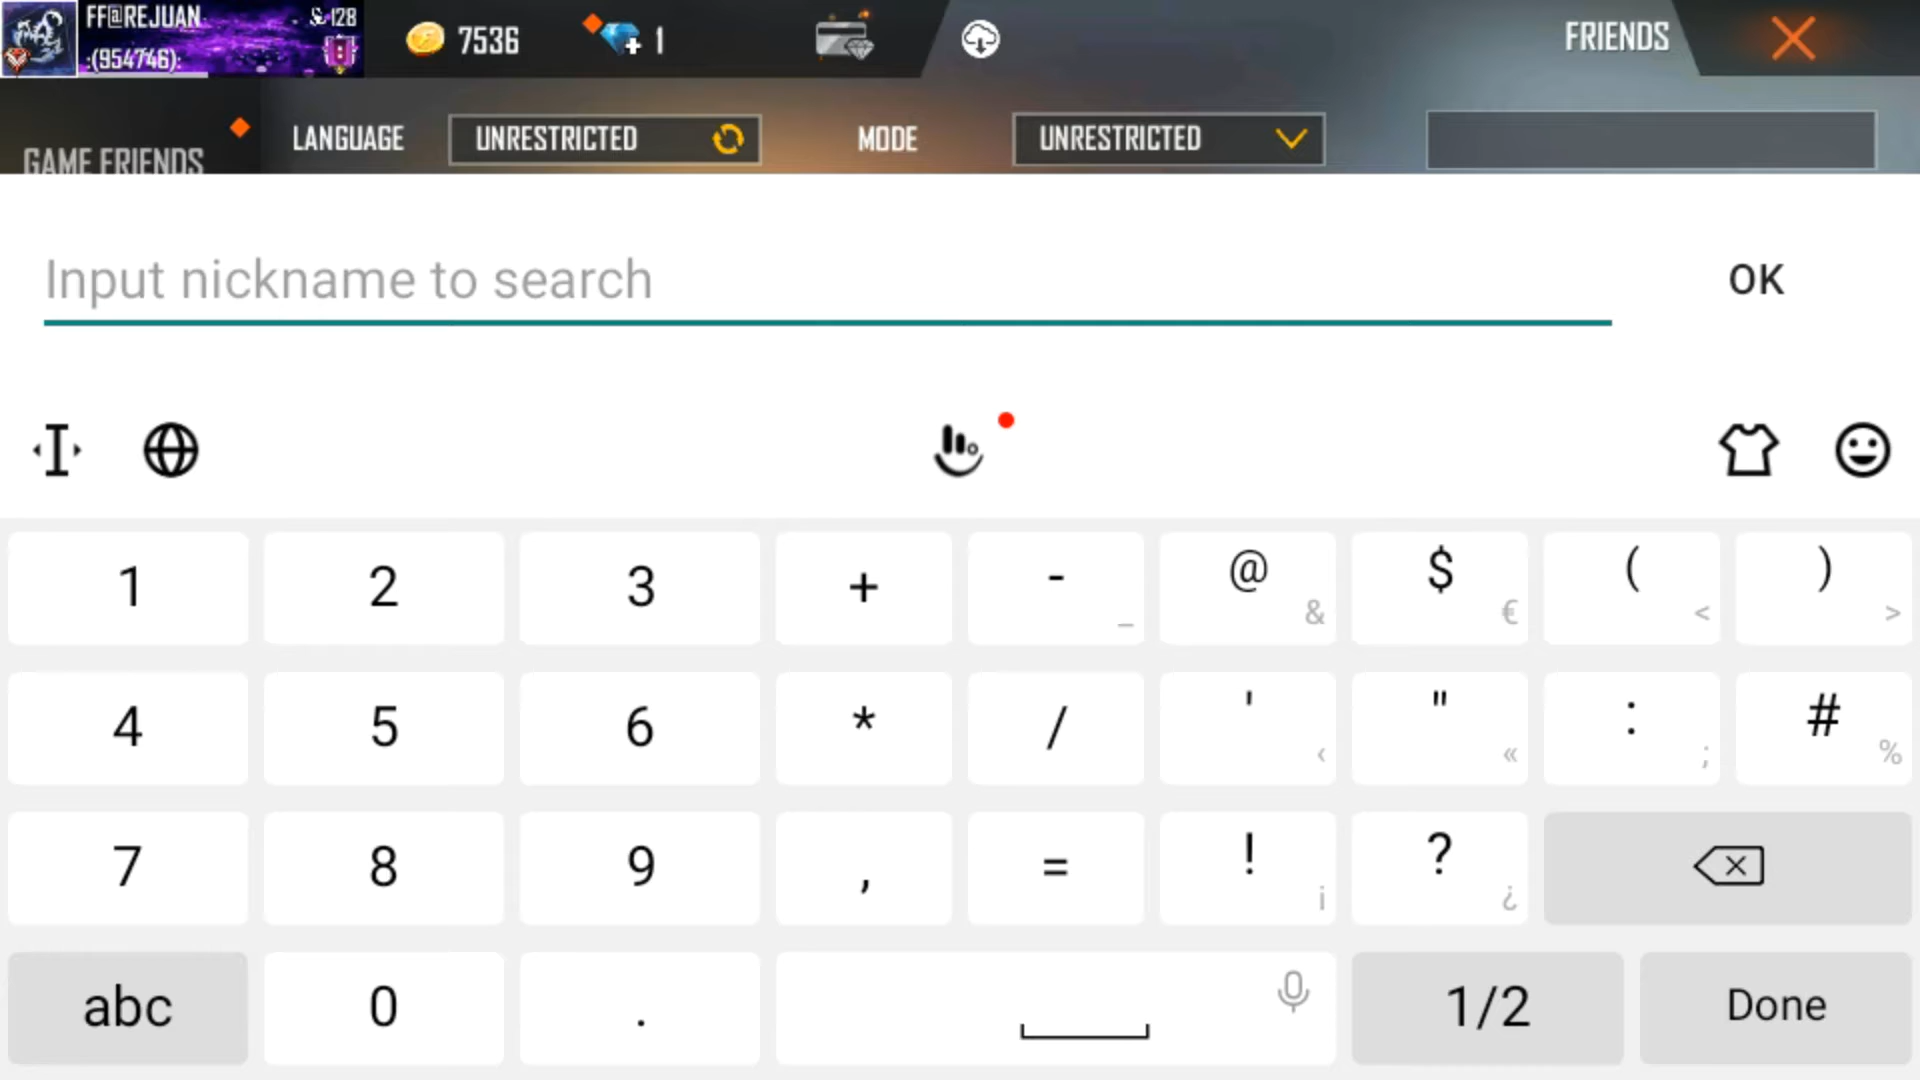 FF@REJUAN 128
:(954746):
7536
1
FRIENDS
GAME FRIENDS
LANGUAGE UNRESTRICTED MODE UNRESTRICTED
Input nickname to search OK
1 2 3 + - _ @ & $ € ( < ) >
4 5 6 * / ' ‹ " « : ; # %
7 8 9 , = ! ¡ ? ¿
abc 0 . 1/2 Done